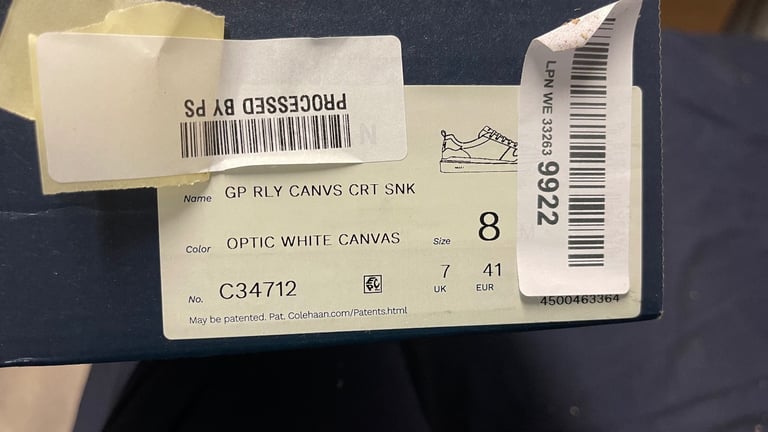 PROCESSED BY PS
LPN WE 33263 9922
Name GP RLY CANVS CRT SNK
Color OPTIC WHITE CANVAS
Size 8
No. C34712
7 41
UK EUR
4500463364
May be patented. Pat. Colehaan.com/Patents.html